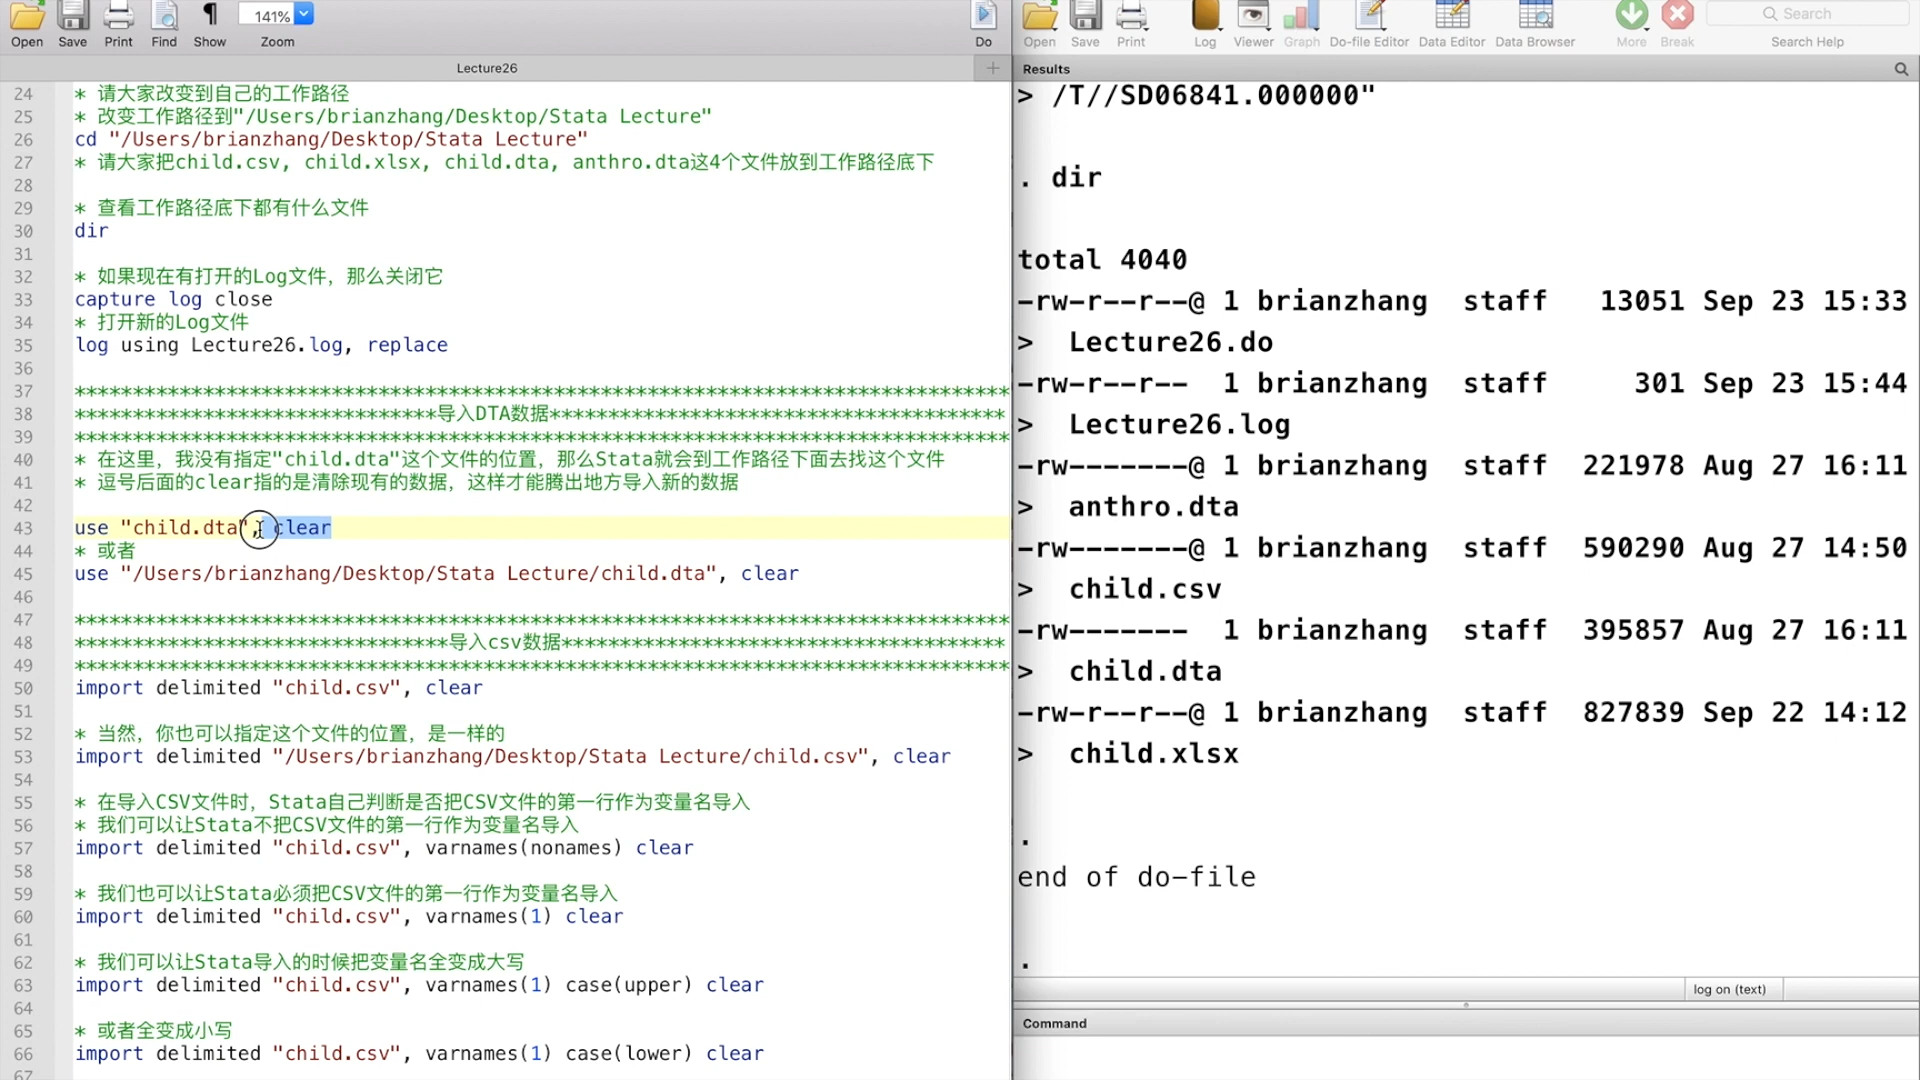 Open Save Print Find Show 141% Zoom Do
Lecture26
24 * 请大家改变到自己的工作路径
25 * 改变工作路径到"/Users/brianzhang/Desktop/Stata Lecture"
26 cd "/Users/brianzhang/Desktop/Stata Lecture"
27 * 请大家把child.csv, child.xlsx, child.dta, anthro.dta这4个文件放到工作路径底下
28
29 * 查看工作路径底下都有什么文件
30 dir
31
32 * 如果现在有打开的Log文件，那么关闭它
33 capture log close
34 * 打开新的Log文件
35 log using Lecture26.log, replace
36
37 ********************************************************************************
38 *******************************导入DTA数据***************************************
39 ********************************************************************************
40 * 在这里，我没有指定"child.dta"这个文件的位置，那么Stata就会到工作路径下面去找这个文件
41 * 逗号后面的clear指的是清除现有的数据，这样才能腾出地方导入新的数据
42
43 use "child.dta", clear
44 * 或者
45 use "/Users/brianzhang/Desktop/Stata Lecture/child.dta", clear
46
47 ********************************************************************************
48 ********************************导入csv数据**************************************
49 ********************************************************************************
50 import delimited "child.csv", clear
51
52 * 当然，你也可以指定这个文件的位置，是一样的
53 import delimited "/Users/brianzhang/Desktop/Stata Lecture/child.csv", clear
54
55 * 在导入CSV文件时，Stata自己判断是否把CSV文件的第一行作为变量名导入
56 * 我们可以让Stata不把CSV文件的第一行作为变量名导入
57 import delimited "child.csv", varnames(nonames) clear
58
59 * 我们也可以让Stata必须把CSV文件的第一行作为变量名导入
60 import delimited "child.csv", varnames(1) clear
61
62 * 我们可以让Stata导入的时候把变量名全变成大写
63 import delimited "child.csv", varnames(1) case(upper) clear
64
65 * 或者全变成小写
66 import delimited "child.csv", varnames(1) case(lower) clear
67
Open Save Print Log Viewer Graph Do-file Editor Data Editor Data Browser More Break Search Search Help
Results
> /T//SD06841.000000"
. dir
total 4040
-rw-r--r--@ 1 brianzhang staff 13051 Sep 23 15:33
> Lecture26.do
-rw-r--r-- 1 brianzhang staff 301 Sep 23 15:44
> Lecture26.log
-rw-------@ 1 brianzhang staff 221978 Aug 27 16:11
> anthro.dta
-rw-------@ 1 brianzhang staff 590290 Aug 27 14:50
> child.csv
-rw------- 1 brianzhang staff 395857 Aug 27 16:11
> child.dta
-rw-r--r--@ 1 brianzhang staff 827839 Sep 22 14:12
> child.xlsx
.
end of do-file
.
log on (text)
Command